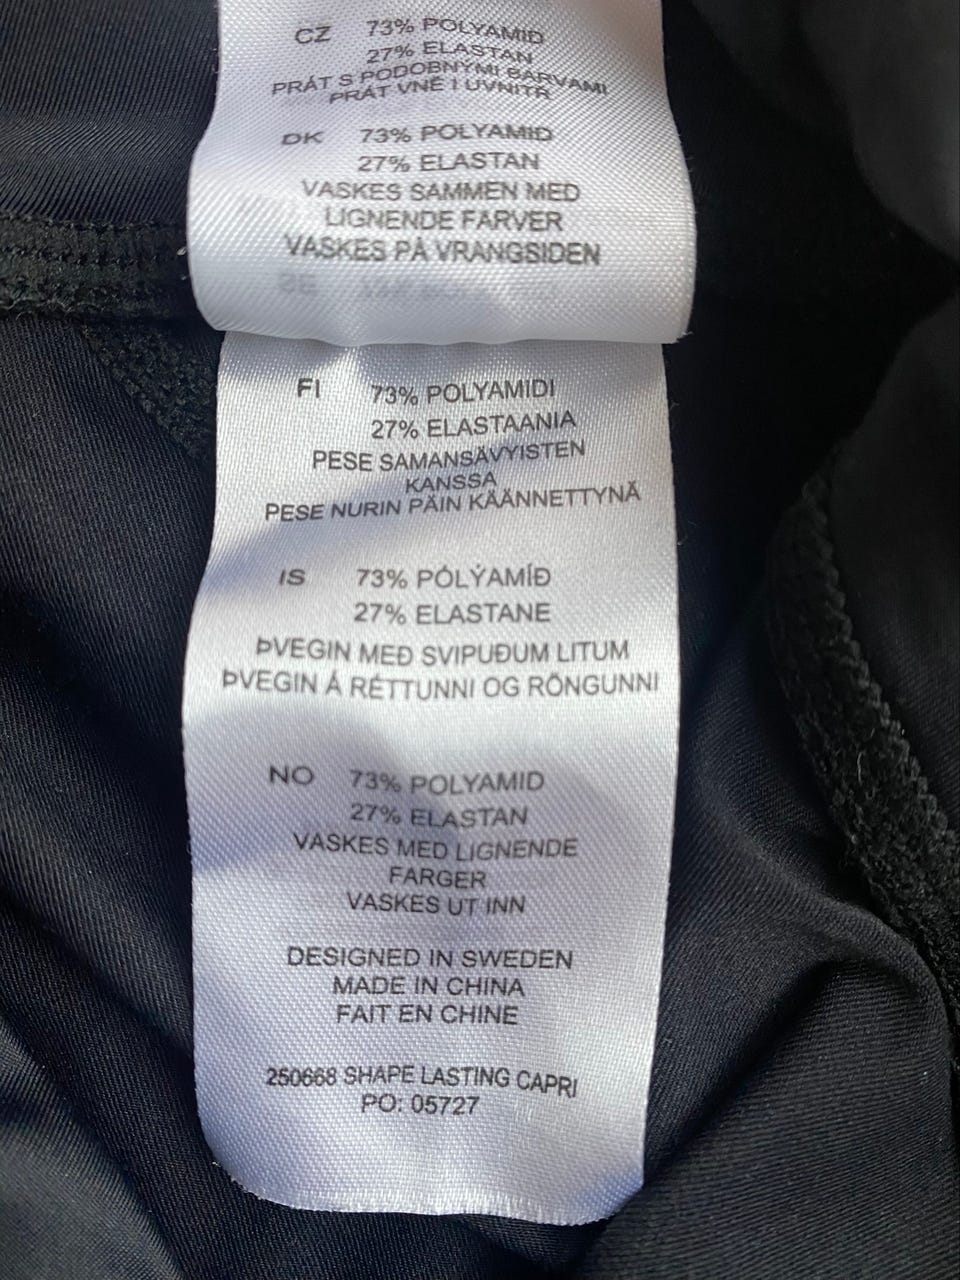 CZ 73% POLYAMID
27% ELASTAN
PRÁT S PODOBNÝMI BARVAMI
PRÁT VNĚ I UVNITŘ
DK 73% POLYAMID
27% ELASTAN
VASKES SAMMEN MED
LIGNENDE FARVER
VASKES PÅ VRANGSIDEN
FI 73% POLYAMIDI
27% ELASTAANIA
PESE SAMANSÄVYISTEN
KANSSA
PESE NURIN PÄIN KÄÄNNETTYNÄ
IS 73% PÓLÝAMÍÐ
27% ELASTANE
ÞVEGIN MEÐ SVIPUÐUM LITUM
ÞVEGIN Á RÉTTUNNI OG RÖNGUNNI
NO 73% POLYAMID
27% ELASTAN
VASKES MED LIGNENDE
FARGER
VASKES UT INN
DESIGNED IN SWEDEN
MADE IN CHINA
FAIT EN CHINE
250668 SHAPE LASTING CAPRI
PO: 05727